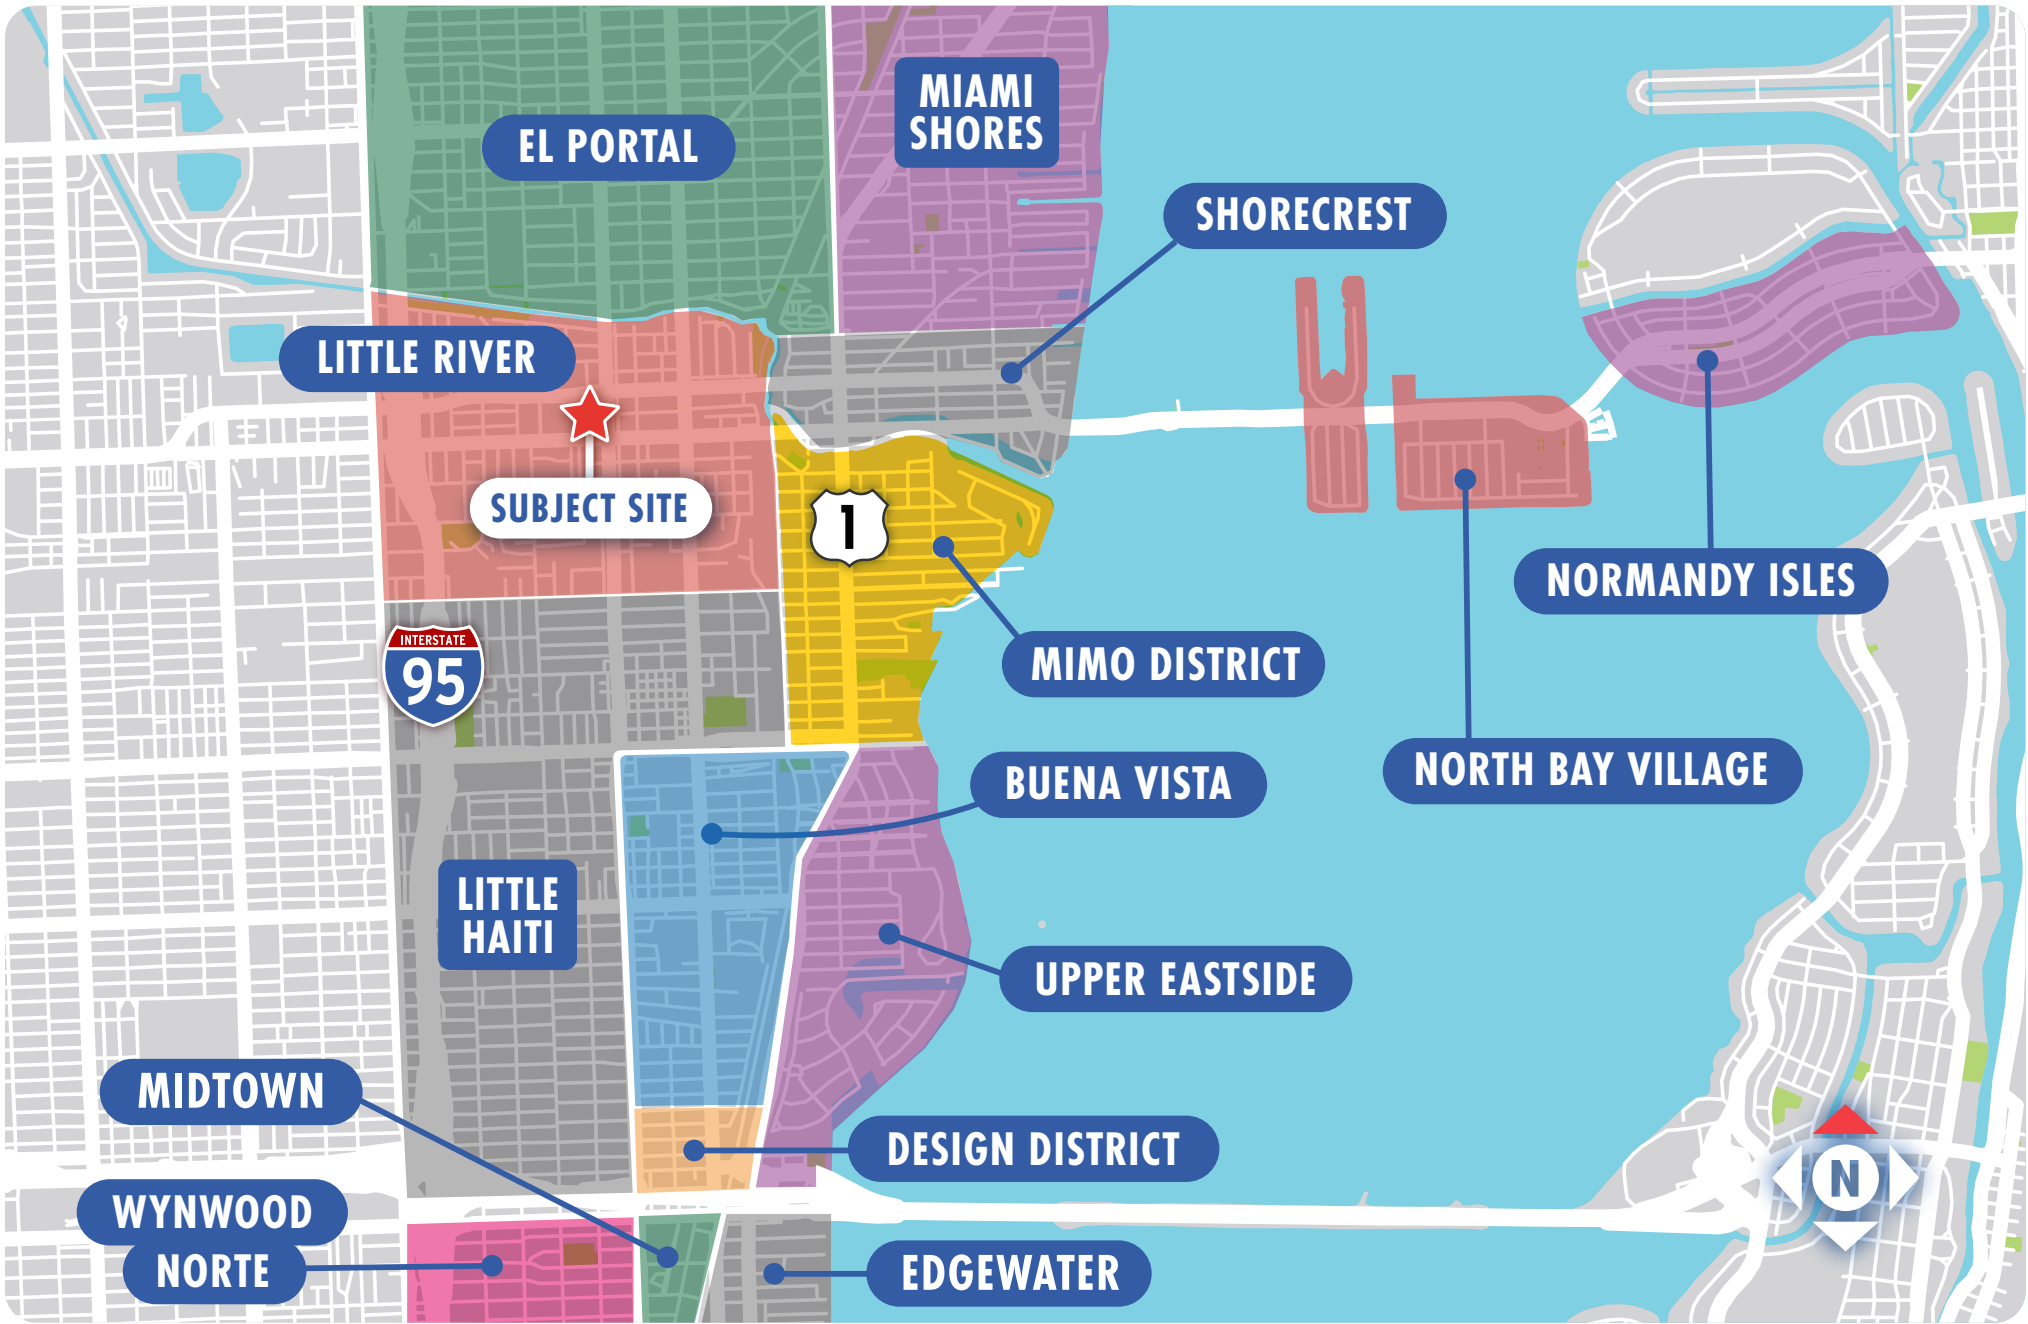 MIAMI
SHORES
EL PORTAL
SHORECREST
LITTLE RIVER
SUBJECT SITE
1
NORMANDY ISLES
INTERSTATE
95
MIMO DISTRICT
NORTH BAY VILLAGE
BUENA VISTA
LITTLE
HAITI
UPPER EASTSIDE
MIDTOWN
DESIGN DISTRICT
N
WYNWOOD
NORTE
EDGEWATER